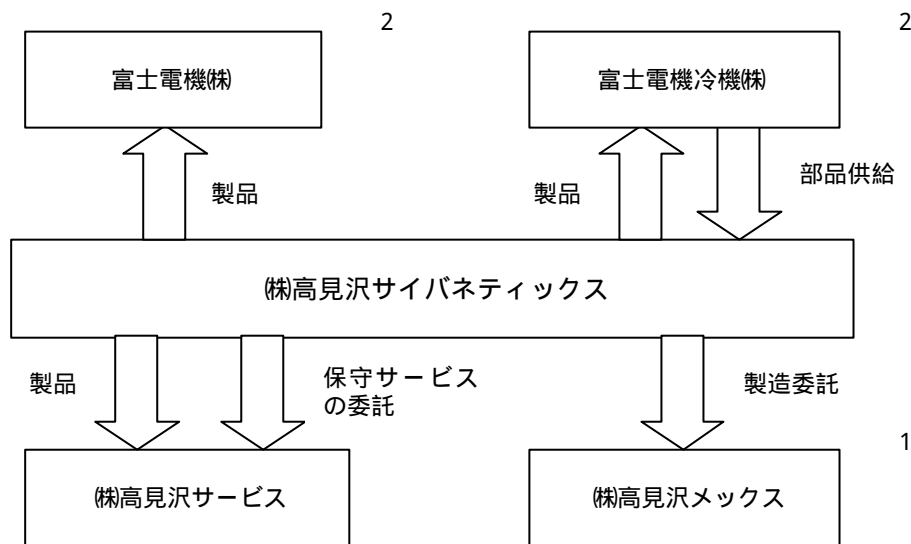 2
2
富士電機㈱
富士電機冷機㈱
製品
製品
部品供給
㈱高見沢サイバネティックス
製品
保守サービス
の委託
製造委託
1
㈱高見沢サービス
㈱高見沢メックス